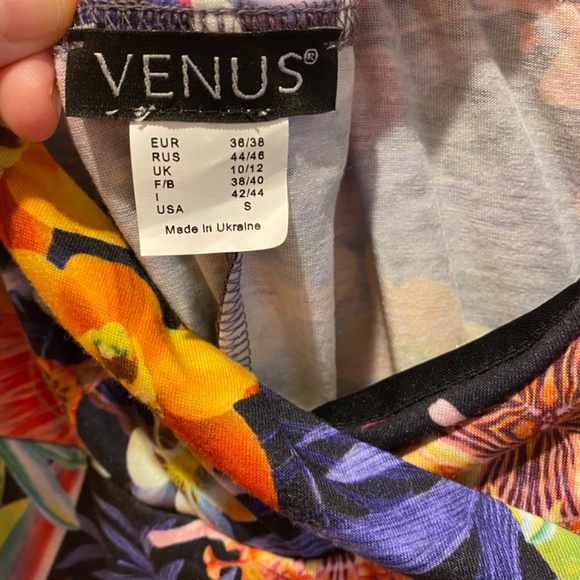 VENUS®
EUR 36/38
RUS 44/46
UK 10/12
F/B 38/40
I 42/44
USA S
Made in Ukraine